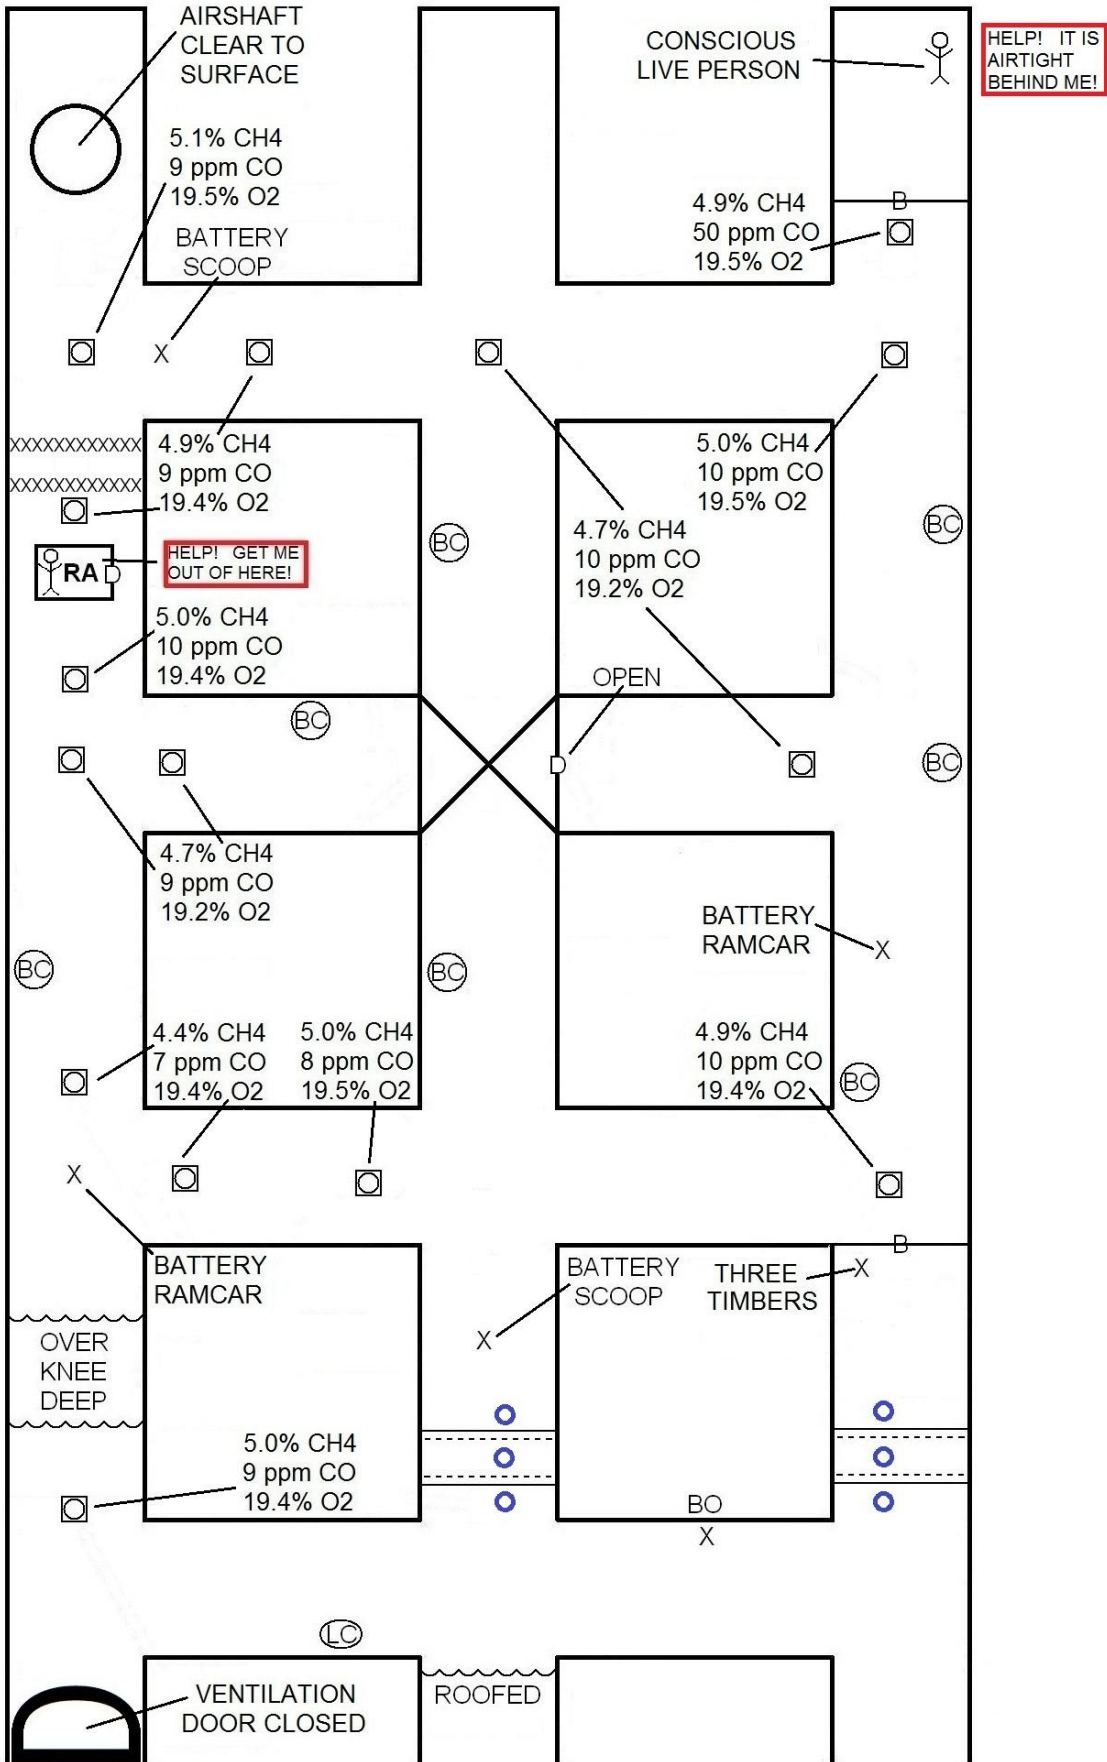 AIRSHAFT
CLEAR TO
SURFACE
CONSCIOUS
LIVE PERSON
HELP!   IT IS
AIRTIGHT
BEHIND ME!
5.1% CH4
9 ppm CO
19.5% O2
BATTERY
SCOOP
4.9% CH4
50 ppm CO
19.5% O2
B
X
XXXXXXXXXXXX
XXXXXXXXXXXX
4.9% CH4
9 ppm CO
19.4% O2
5.0% CH4
10 ppm CO
19.5% O2
BC
BC
4.7% CH4
10 ppm CO
19.2% O2
RA
HELP!   GET ME
OUT OF HERE!
5.0% CH4
10 ppm CO
19.4% O2
OPEN
BC
BC
4.7% CH4
9 ppm CO
19.2% O2
BATTERY
RAMCAR
X
BC
BC
4.4% CH4
7 ppm CO
19.4% O2
5.0% CH4
8 ppm CO
19.5% O2
4.9% CH4
10 ppm CO
19.4% O2
BC
X
BATTERY
RAMCAR
BATTERY
SCOOP
X
B
THREE
TIMBERS
X
OVER
KNEE
DEEP
5.0% CH4
9 ppm CO
19.4% O2
BO
X
LC
VENTILATION
DOOR CLOSED
ROOFED